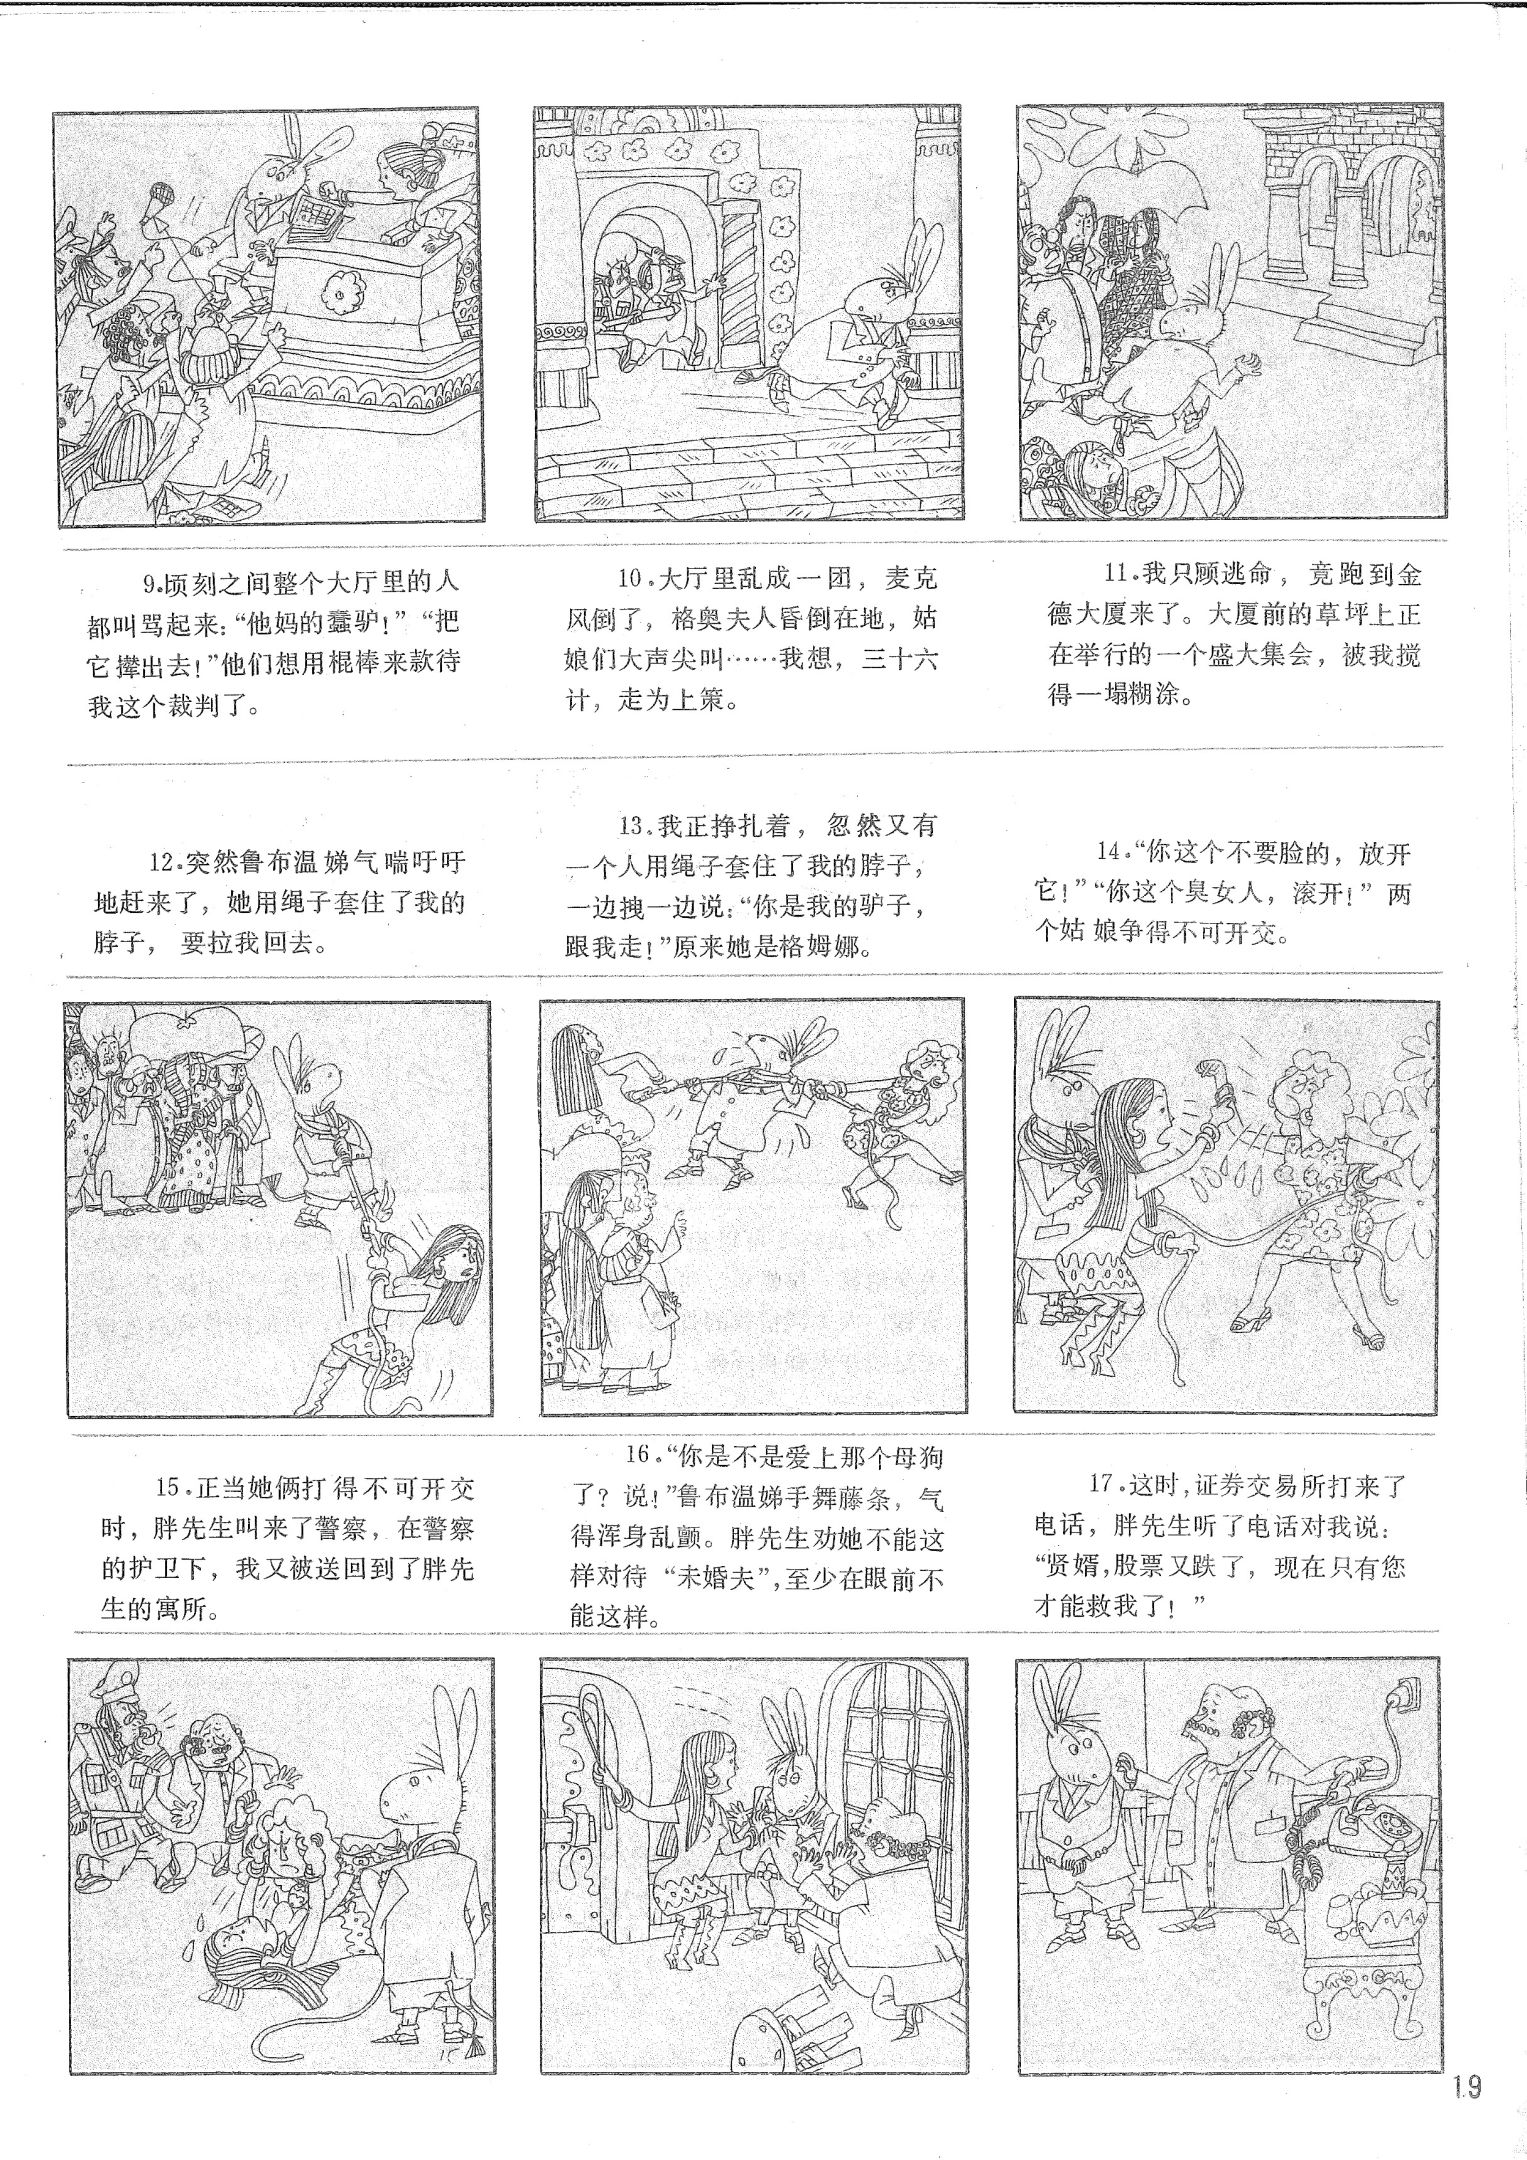 9.顷刻之间整个大厅里的人
都叫骂起来:“他妈的蠢驴!”“把
它撵出去!”他们想用棍棒来款待
我这个裁判了。
10.大厅里乱成一团，麦克
风倒了，格奥夫人昏倒在地，姑
娘们大声尖叫……我想，三十六
计，走为上策。
11.我只顾逃命，竟跑到金
德大厦来了。大厦前的草坪上正
在举行的一个盛大集会，被我搅
得一塌糊涂。
12.突然鲁布温娣气喘吁吁
地赶来了，她用绳子套住了我的
脖子，要拉我回去。
13.我正挣扎着，忽然又有
一个人用绳子套住了我的脖子，
一边拽一边说:“你是我的驴子，
跟我走!”原来她是格姆娜。
14.“你这个不要脸的，放开
它!”“你这个臭女人，滚开!”两
个姑娘争得不可开交。
15.正当她俩打得不可开交
时，胖先生叫来了警察，在警察
的护卫下，我又被送回到了胖先
生的寓所。
16.“你是不是爱上那个母狗
了？说!”鲁布温娣手舞藤条，气
得浑身乱颤。胖先生劝她不能这
样对待“未婚夫”,至少在眼前不
能这样。
17.这时,证券交易所打来了
电话，胖先生听了电话对我说:
“贤婿,股票又跌了，现在只有您
才能救我了!”
15
19